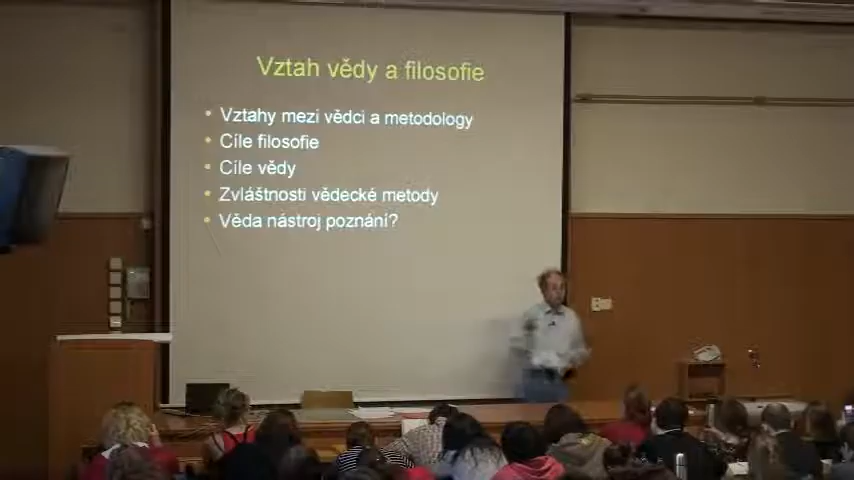 Vztah vědy a filosofie
• Vztahy mezi vědci a metodology
• Cíle filosofie
• Cíle vědy
• Zvláštnosti vědecké metody
• Věda nástroj poznání?